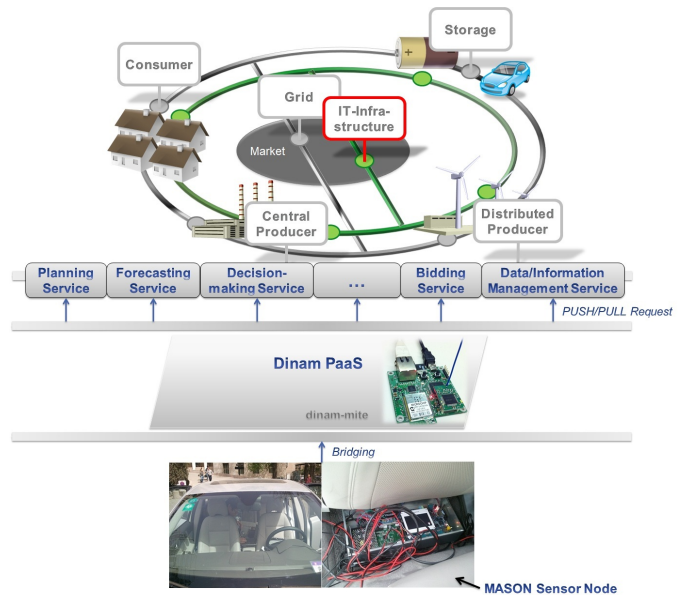 Storage
Consumer
Grid
IT-Infra-
structure
Market
Central
Producer
Distributed
Producer
Planning
Service
Forecasting
Service
Decision-
making Service
...
Bidding
Service
Data/Information
Management Service
PUSH/PULL Request
Dinam PaaS
dinam-mite
Bridging
MASON Sensor Node